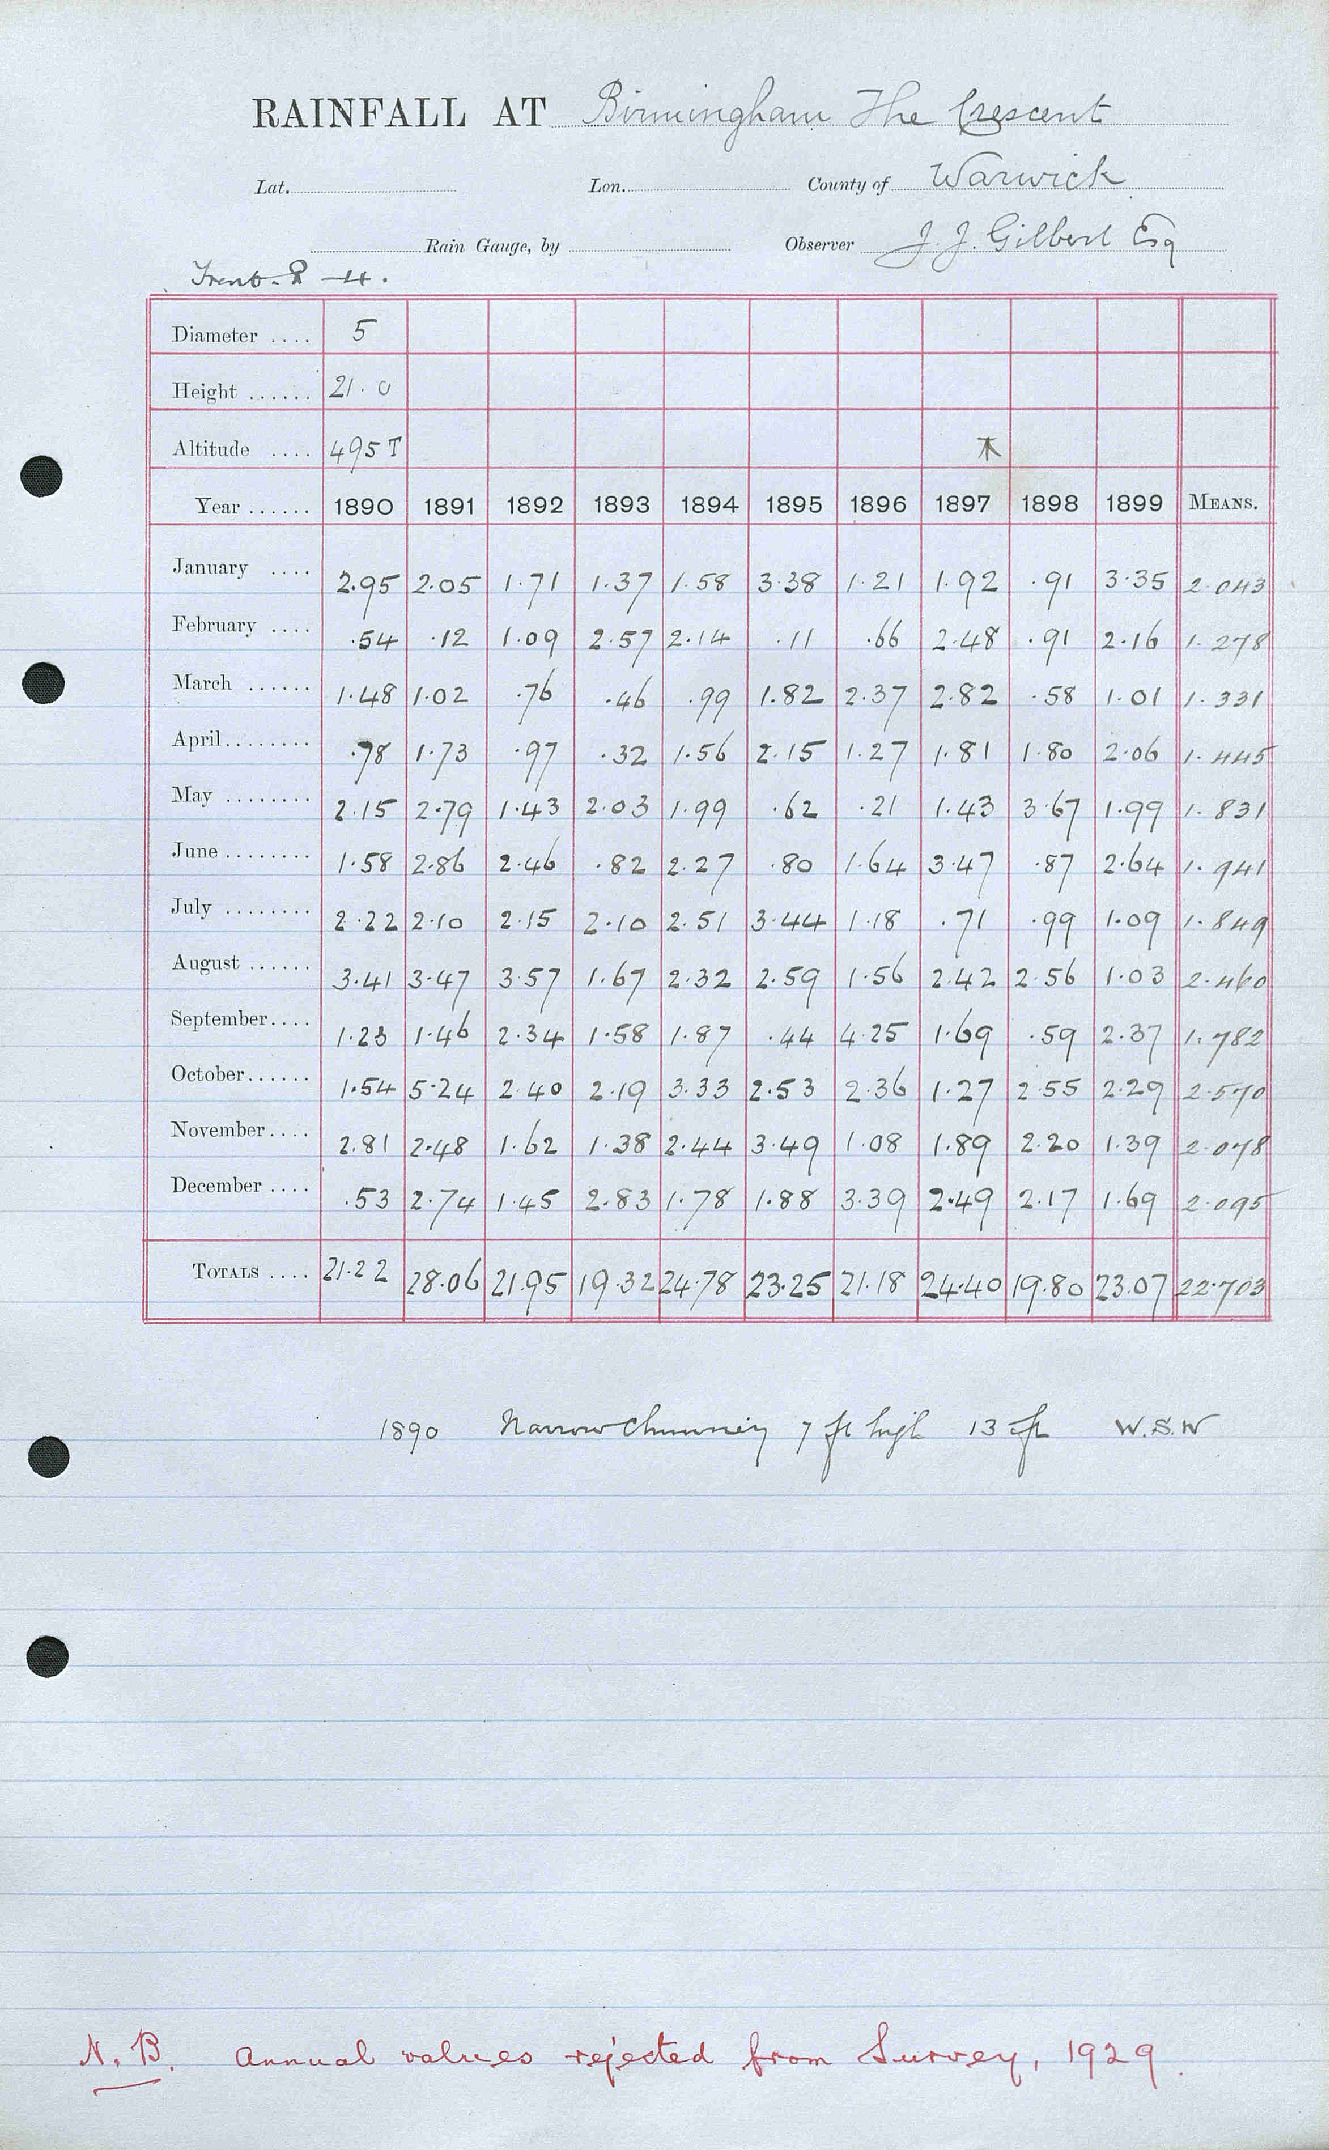 RAINFALL AT Birmingham The Crescent
Lat. Lon. County of Warwick
Rain Gauge, by Observer J. J. Gilbert Esq
Diameter .... 5
Height ...... 21.0
Altitude .... 495 T
Year ...... 1890 1891 1892 1893 1894 1895 1896 1897 1898 1899 MEANS.
January .... 2.95 2.05 1.71 1.37 1.58 3.38 1.21 1.92 .91 3.35 2.043
February .... .54 .12 1.09 2.57 2.14 .11 .66 2.48 .91 2.16 1.278
March ...... 1.48 1.02 .76 .46 .99 1.82 2.37 2.82 .58 1.01 1.331
April ........ .78 1.73 .97 .32 1.56 2.15 1.27 1.81 1.80 2.06 1.445
May ........ 2.15 2.79 1.43 2.03 1.99 .62 .21 1.43 3.67 1.99 1.831
June ........ 1.58 2.86 2.46 .82 2.27 .80 1.64 3.47 .87 2.64 1.941
July ........ 2.22 2.10 2.15 2.10 2.51 3.44 1.18 .71 .99 1.09 1.849
August ...... 3.41 3.47 3.57 1.67 2.32 2.59 1.56 2.42 2.56 1.03 2.460
September .... 1.23 1.46 2.34 1.58 1.87 .44 4.25 1.69 .59 2.37 1.782
October ...... 1.54 5.24 2.40 2.19 3.33 2.53 2.36 1.27 2.55 2.29 2.570
November .... 2.81 2.48 1.62 1.38 2.44 3.49 1.08 1.89 2.20 1.39 2.078
December .... .53 2.74 1.45 2.83 1.78 1.88 3.39 2.49 2.17 1.69 2.095
TOTALS .... 21.22 28.06 21.95 19.32 24.78 23.25 21.18 24.40 19.80 23.07 22.703
1890 Narrow Chimney 7 ft high 13 ft W.S.W
N.B. Annual values rejected from Survey, 1929.